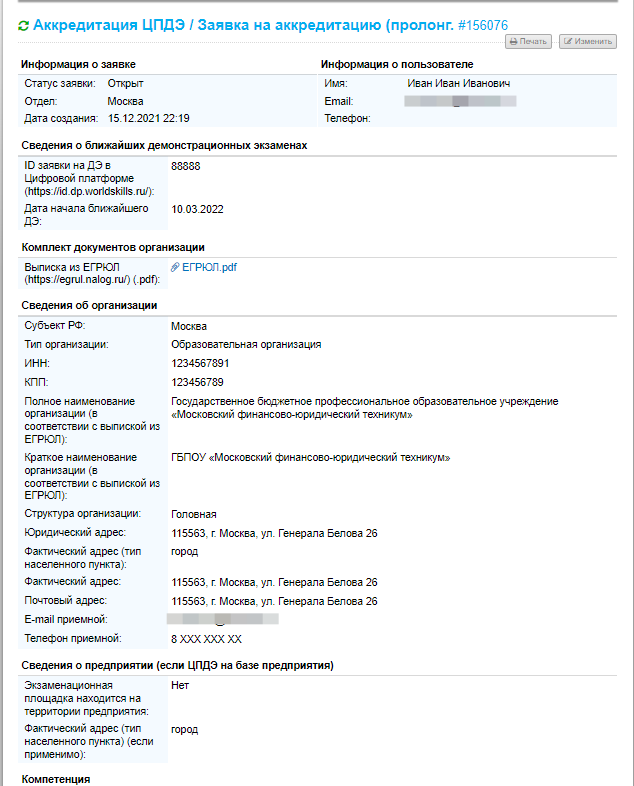 Аккредитация ЦПДЭ / Заявка на аккредитацию (пролонг. #156076
Печать Изменить
Информация о заявке Информация о пользователе
Статус заявки: Открыт Имя: Иван Иван Иванович
Отдел: Москва Email:
Дата создания: 15.12.2021 22:19 Телефон:
Сведения о ближайших демонстрационных экзаменах
ID заявки на ДЭ в 88888
Цифровой платформе
(https://id.dp.worldskills.ru/):
Дата начала ближайшего 10.03.2022
ДЭ:
Комплект документов организации
Выписка из ЕГРЮЛ ЕГРЮЛ.pdf
(https://egrul.nalog.ru/) (.pdf):
Сведения об организации
Субъект РФ: Москва
Тип организации: Образовательная организация
ИНН: 1234567891
КПП: 123456789
Полное наименование Государственное бюджетное профессиональное образовательное учреждение
организации (в «Московский финансово-юридический техникум»
соответствии с выпиской из
ЕГРЮЛ):
Краткое наименование ГБПОУ «Московский финансово-юридический техникум»
организации (в
соответствии с выпиской из
ЕГРЮЛ):
Структура организации: Головная
Юридический адрес: 115563, г. Москва, ул. Генерала Белова 26
Фактический адрес (тип город
населенного пункта):
Фактический адрес: 115563, г. Москва, ул. Генерала Белова 26
Почтовый адрес: 115563, г. Москва, ул. Генерала Белова 26
E-mail приемной:
Телефон приемной: 8 XXX XXX XX
Сведения о предприятии (если ЦПДЭ на базе предприятия)
Экзаменационная Нет
площадка находится на
территории предприятия:
Фактический адрес (тип город
населенного пункта) (если
применимо):
Компетенция